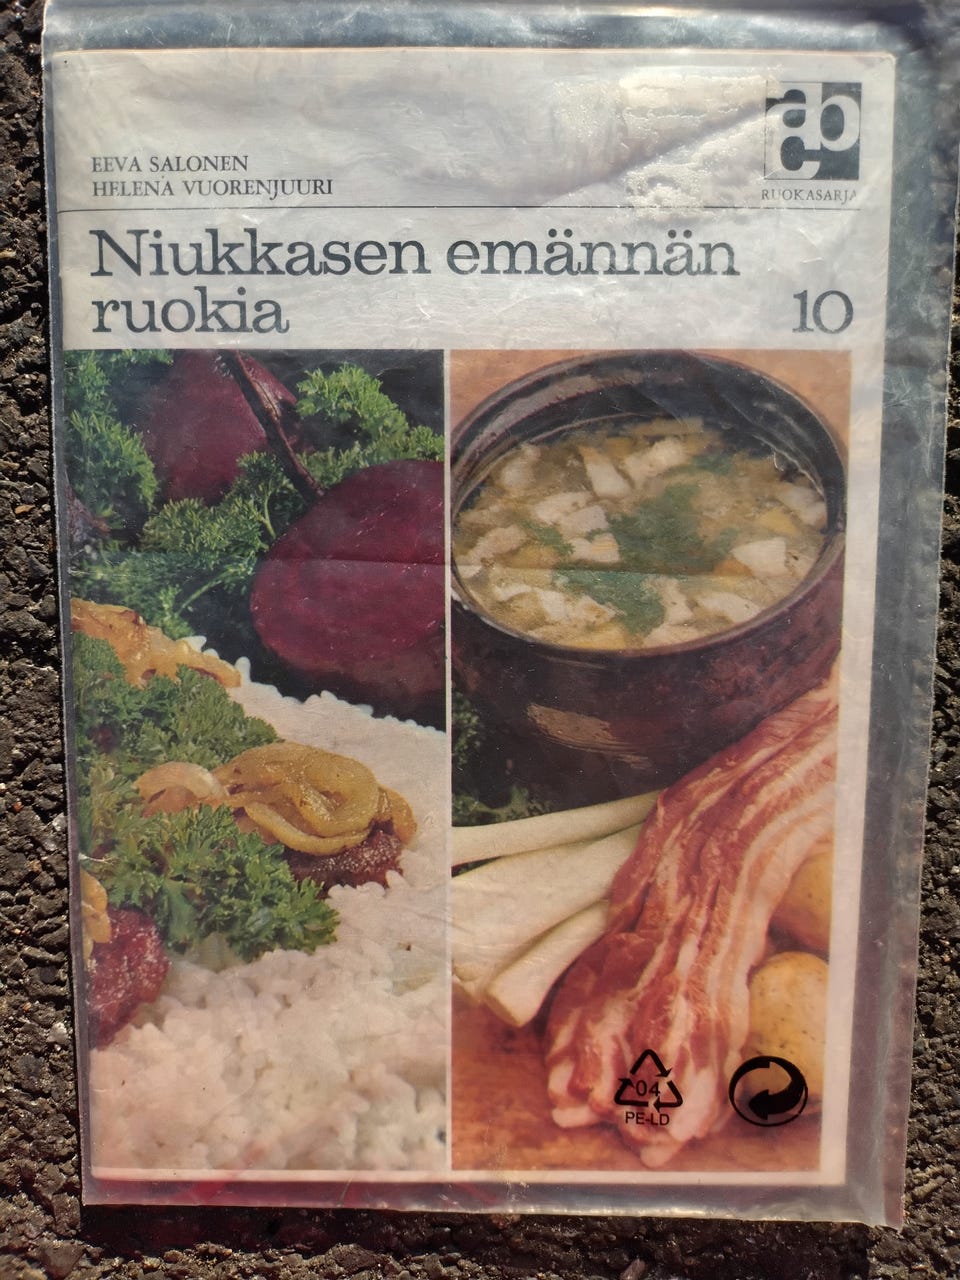 EEVA SALONEN
HELENA VUORENJUURI
abc
RUOKASARJA
Niukkasen emännän
ruokia
10
04
PE-LD